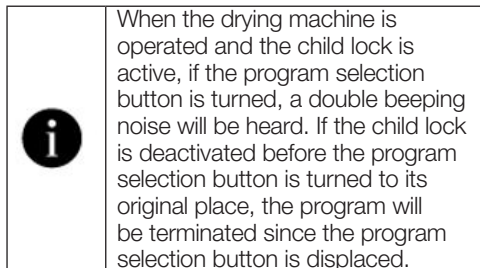 When the drying machine is
operated and the child lock is
active, if the program selection
button is turned, a double beeping
noise will be heard. If the child lock
is deactivated before the program
selection button is turned to its
original place, the program will
be terminated since the program
selection button is displaced.